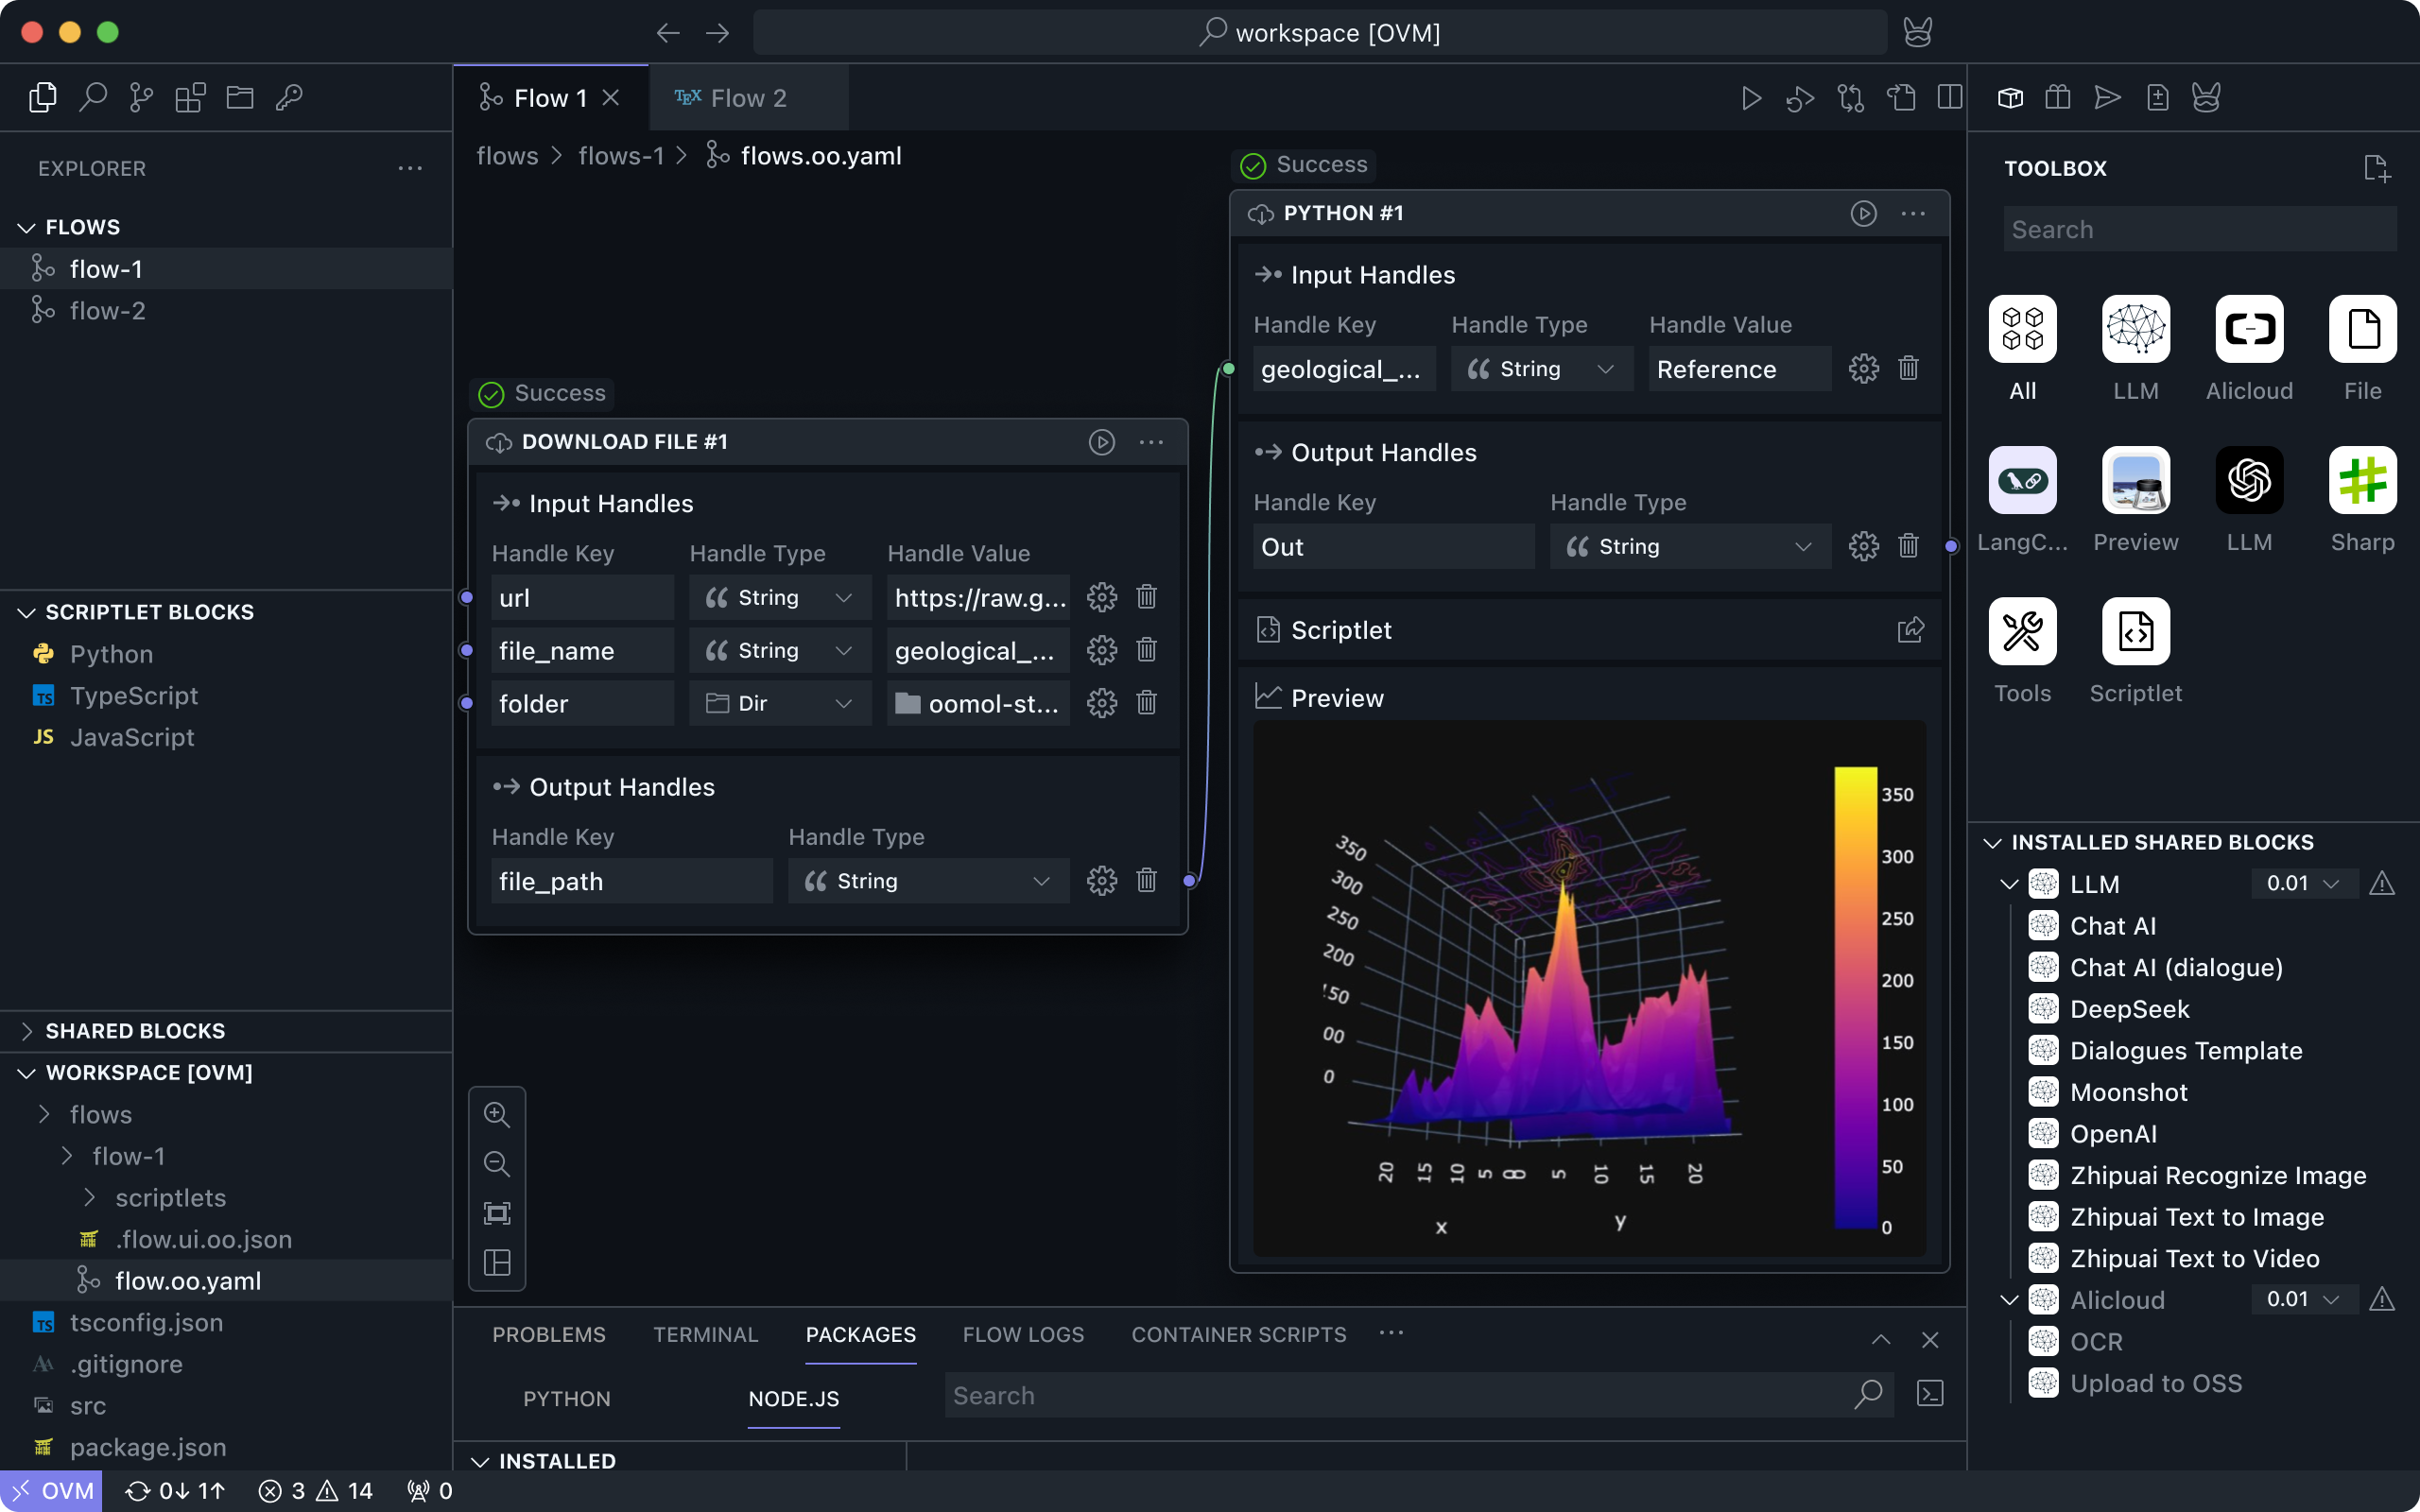 workspace [OVM]
EXPLORER
FLOWS
flow-1
flow-2
SCRIPTLET BLOCKS
Python
TS TypeScript
JS JavaScript
SHARED BLOCKS
WORKSPACE [OVM]
flows
flow-1
scriptlets
.flow.ui.oo.json
flow.oo.yaml
TS tsconfig.json
.gitignore
src
package.json
Flow 1
TEX Flow 2
flows > flows-1 > flows.oo.yaml
Success
DOWNLOAD FILE #1
Input Handles
Handle Key Handle Type Handle Value
url String https://raw.g...
file_name String geological_...
folder Dir oomol-st...
Output Handles
Handle Key Handle Type
file_path String
Success
PYTHON #1
Input Handles
Handle Key Handle Type Handle Value
geological_... String Reference
Output Handles
Handle Key Handle Type
Out String
Scriptlet
Preview
350
300
250
200
50
00
0
20 15 10 5 0 0 5 10 15 20
x y
350
300
250
200
150
100
50
0
PROBLEMS TERMINAL PACKAGES FLOW LOGS CONTAINER SCRIPTS ...
PYTHON NODE.JS Search
INSTALLED
TOOLBOX
Search
All LLM Alicloud File
LangC... Preview LLM Sharp
Tools Scriptlet
INSTALLED SHARED BLOCKS
LLM 0.01
Chat AI
Chat AI (dialogue)
DeepSeek
Dialogues Template
Moonshot
OpenAI
Zhipuai Recognize Image
Zhipuai Text to Image
Zhipuai Text to Video
Alicloud 0.01
OCR
Upload to OSS
OVM 0↓ 1↑ 3 14 0